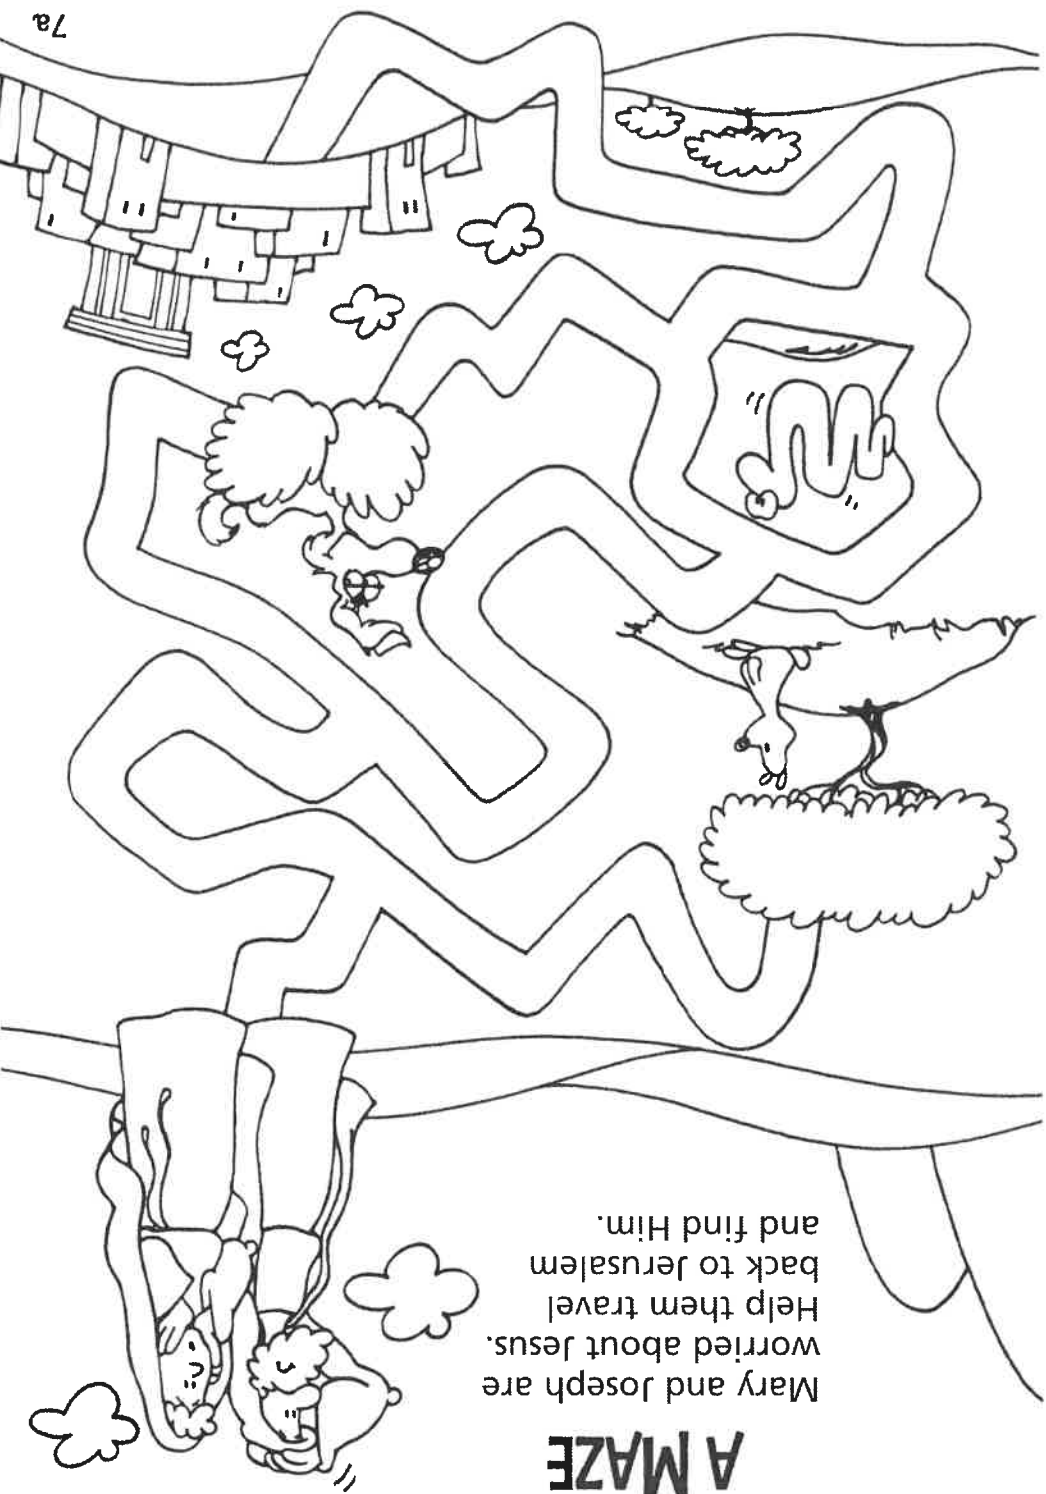 A MAZE
Mary and Joseph are
worried about Jesus.
Help them travel
back to Jerusalem
and find Him.
7a